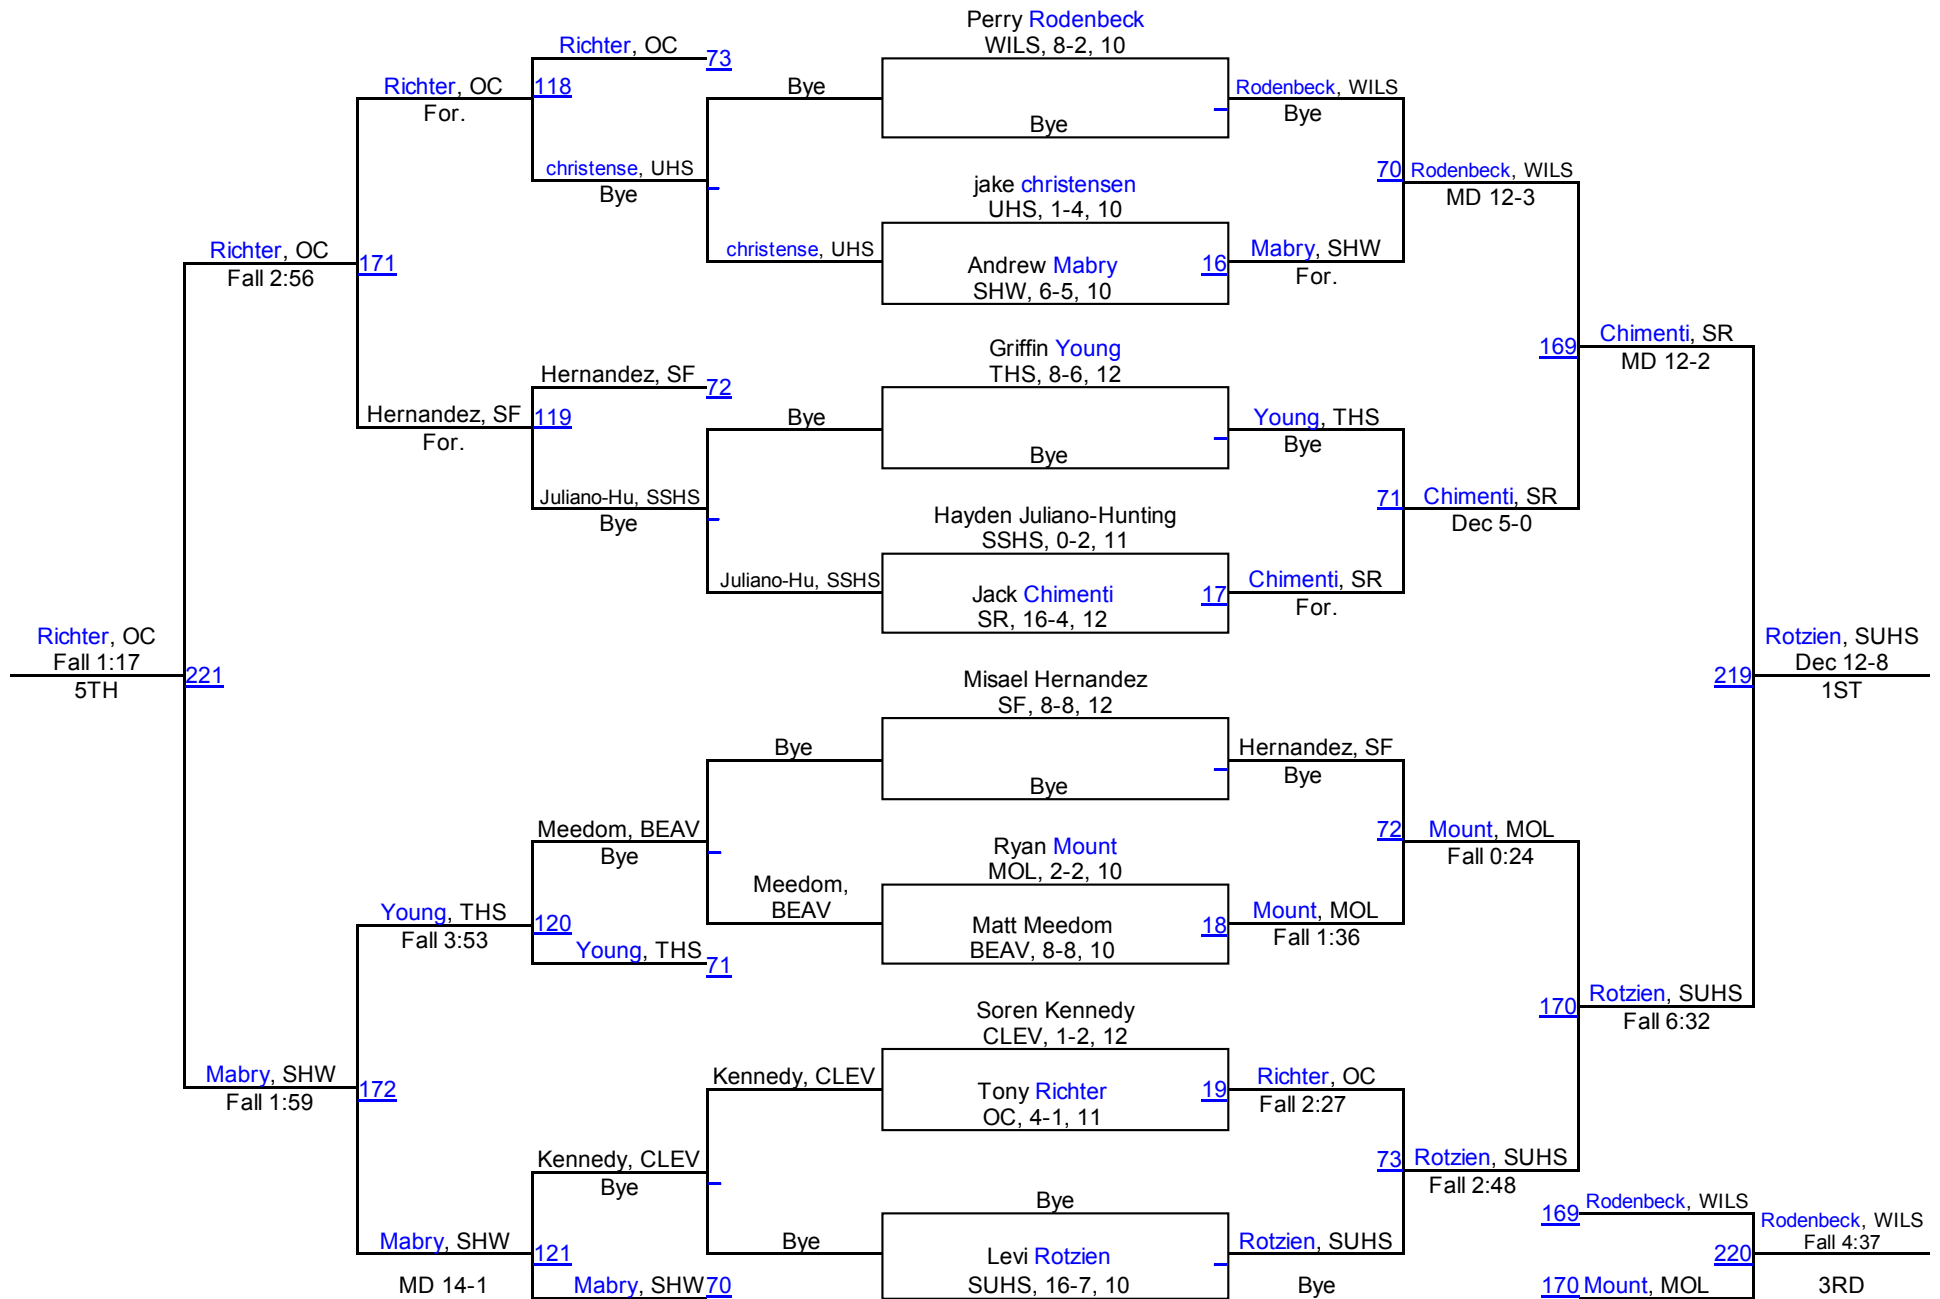 Perry Rodenbeck
WILS, 8-2, 10
Richter, OC
73
Richter, OC
118
For.
Bye
Bye
Rodenbeck, WILS
Bye
christense, UHS
Bye
jake christensen
UHS, 1-4, 10
70
Rodenbeck, WILS
MD 12-3
Richter, OC
Fall 2:56
171
christense, UHS
Andrew Mabry
SHW, 6-5, 10
16
Mabry, SHW
For.
Griffin Young
THS, 8-6, 12
169
Chimenti, SR
MD 12-2
Hernandez, SF
72
Hernandez, SF
119
For.
Bye
Bye
Young, THS
Bye
Juliano-Hu, SSHS
Bye
Hayden Juliano-Hunting
SSHS, 0-2, 11
71
Chimenti, SR
Dec 5-0
Juliano-Hu, SSHS
Jack Chimenti
SR, 16-4, 12
17
Chimenti, SR
For.
Richter, OC
Fall 1:17
5TH
221
Misael Hernandez
SF, 8-8, 12
219
Rotzien, SUHS
Dec 12-8
1ST
Bye
Bye
Hernandez, SF
Bye
Meedom, BEAV
Bye
Ryan Mount
MOL, 2-2, 10
72
Mount, MOL
Fall 0:24
Meedom,
BEAV
Young, THS
Fall 3:53
120
Young, THS
71
Matt Meedom
BEAV, 8-8, 10
18
Mount, MOL
Fall 1:36
Soren Kennedy
CLEV, 1-2, 12
170
Rotzien, SUHS
Fall 6:32
Mabry, SHW
Fall 1:59
172
Kennedy, CLEV
Tony Richter
OC, 4-1, 11
19
Richter, OC
Fall 2:27
Kennedy, CLEV
Bye
73
Rotzien, SUHS
Fall 2:48
Bye
Mabry, SHW
121
MD 14-1
Mabry, SHW
70
Bye
Levi Rotzien
SUHS, 16-7, 10
Rotzien, SUHS
Bye
169
Rodenbeck, WILS
Rodenbeck, WILS
Fall 4:37
220
170
Mount, MOL
3RD